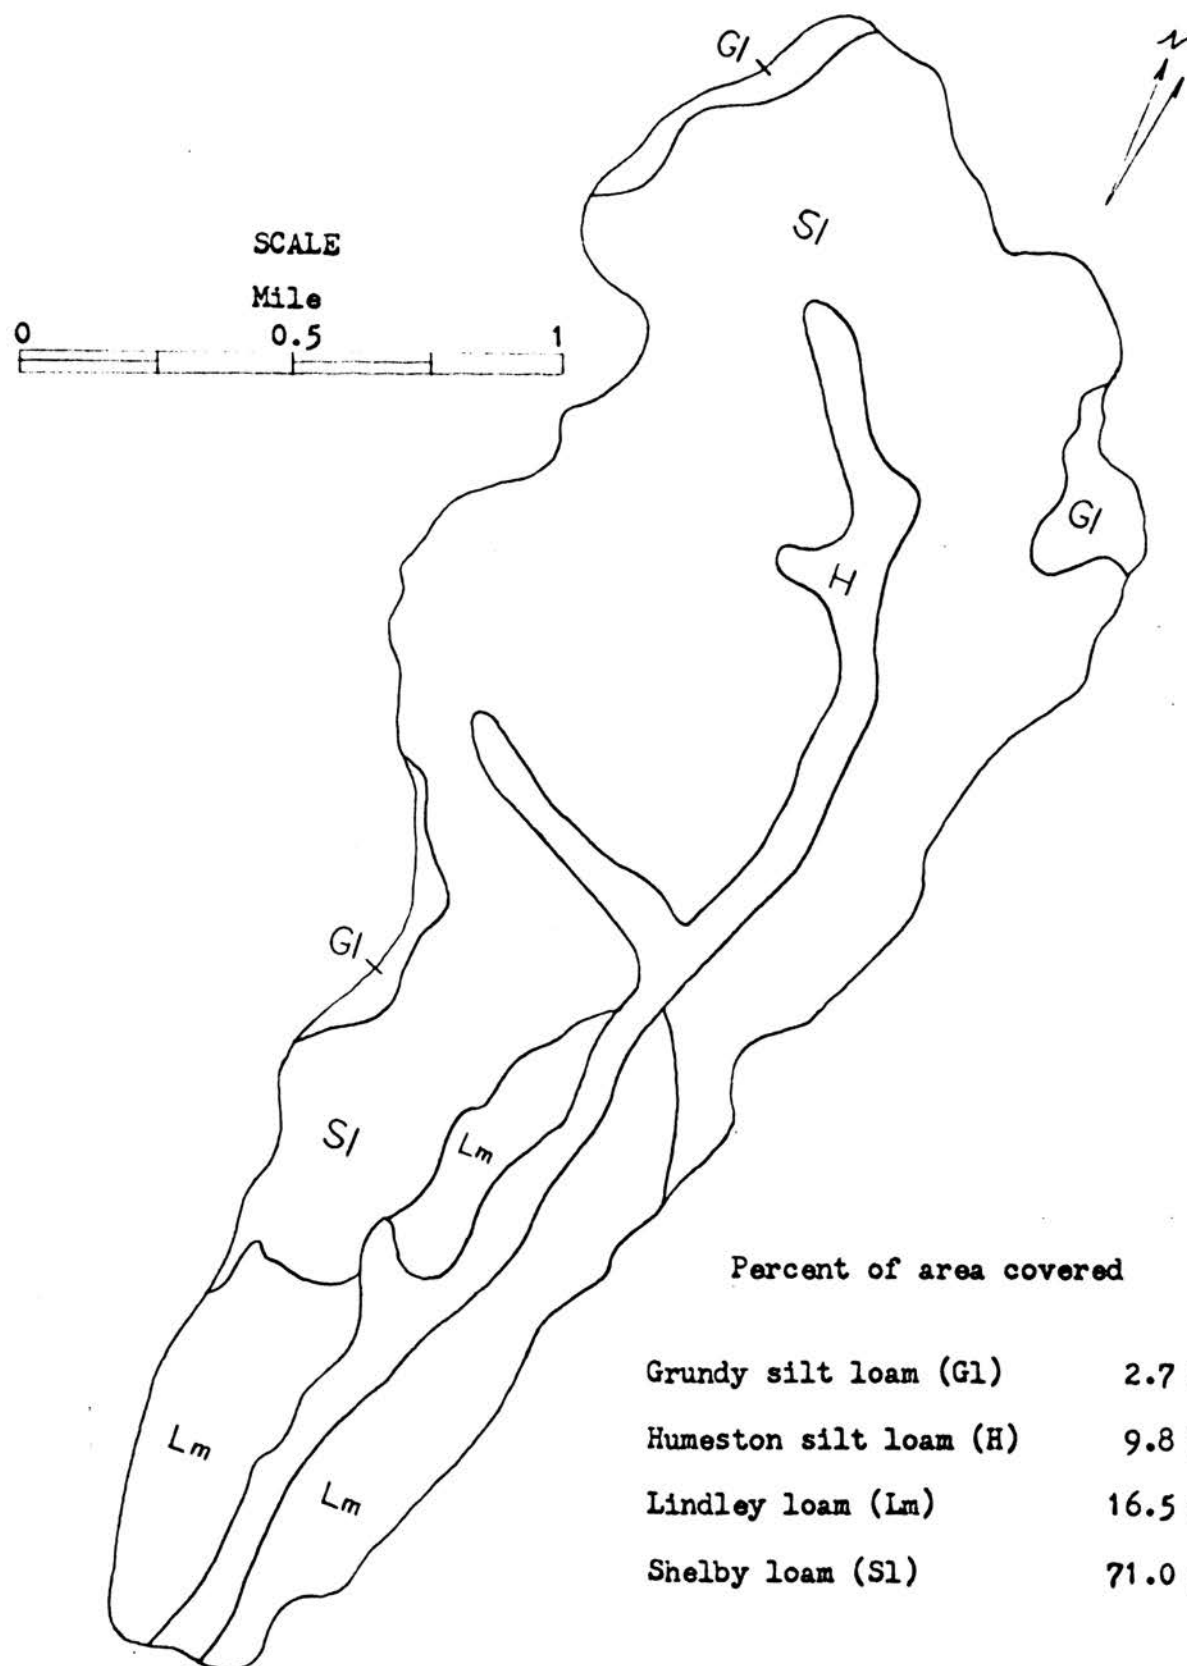 Gl
N
Sl
SCALE
Mile
0 0.5 1
Gl
H
Gl
Sl
Lm
Percent of area covered
Grundy silt loam (Gl) 2.7
Humeston silt loam (H) 9.8
Lindley loam (Lm) 16.5
Shelby loam (Sl) 71.0
Lm
Lm